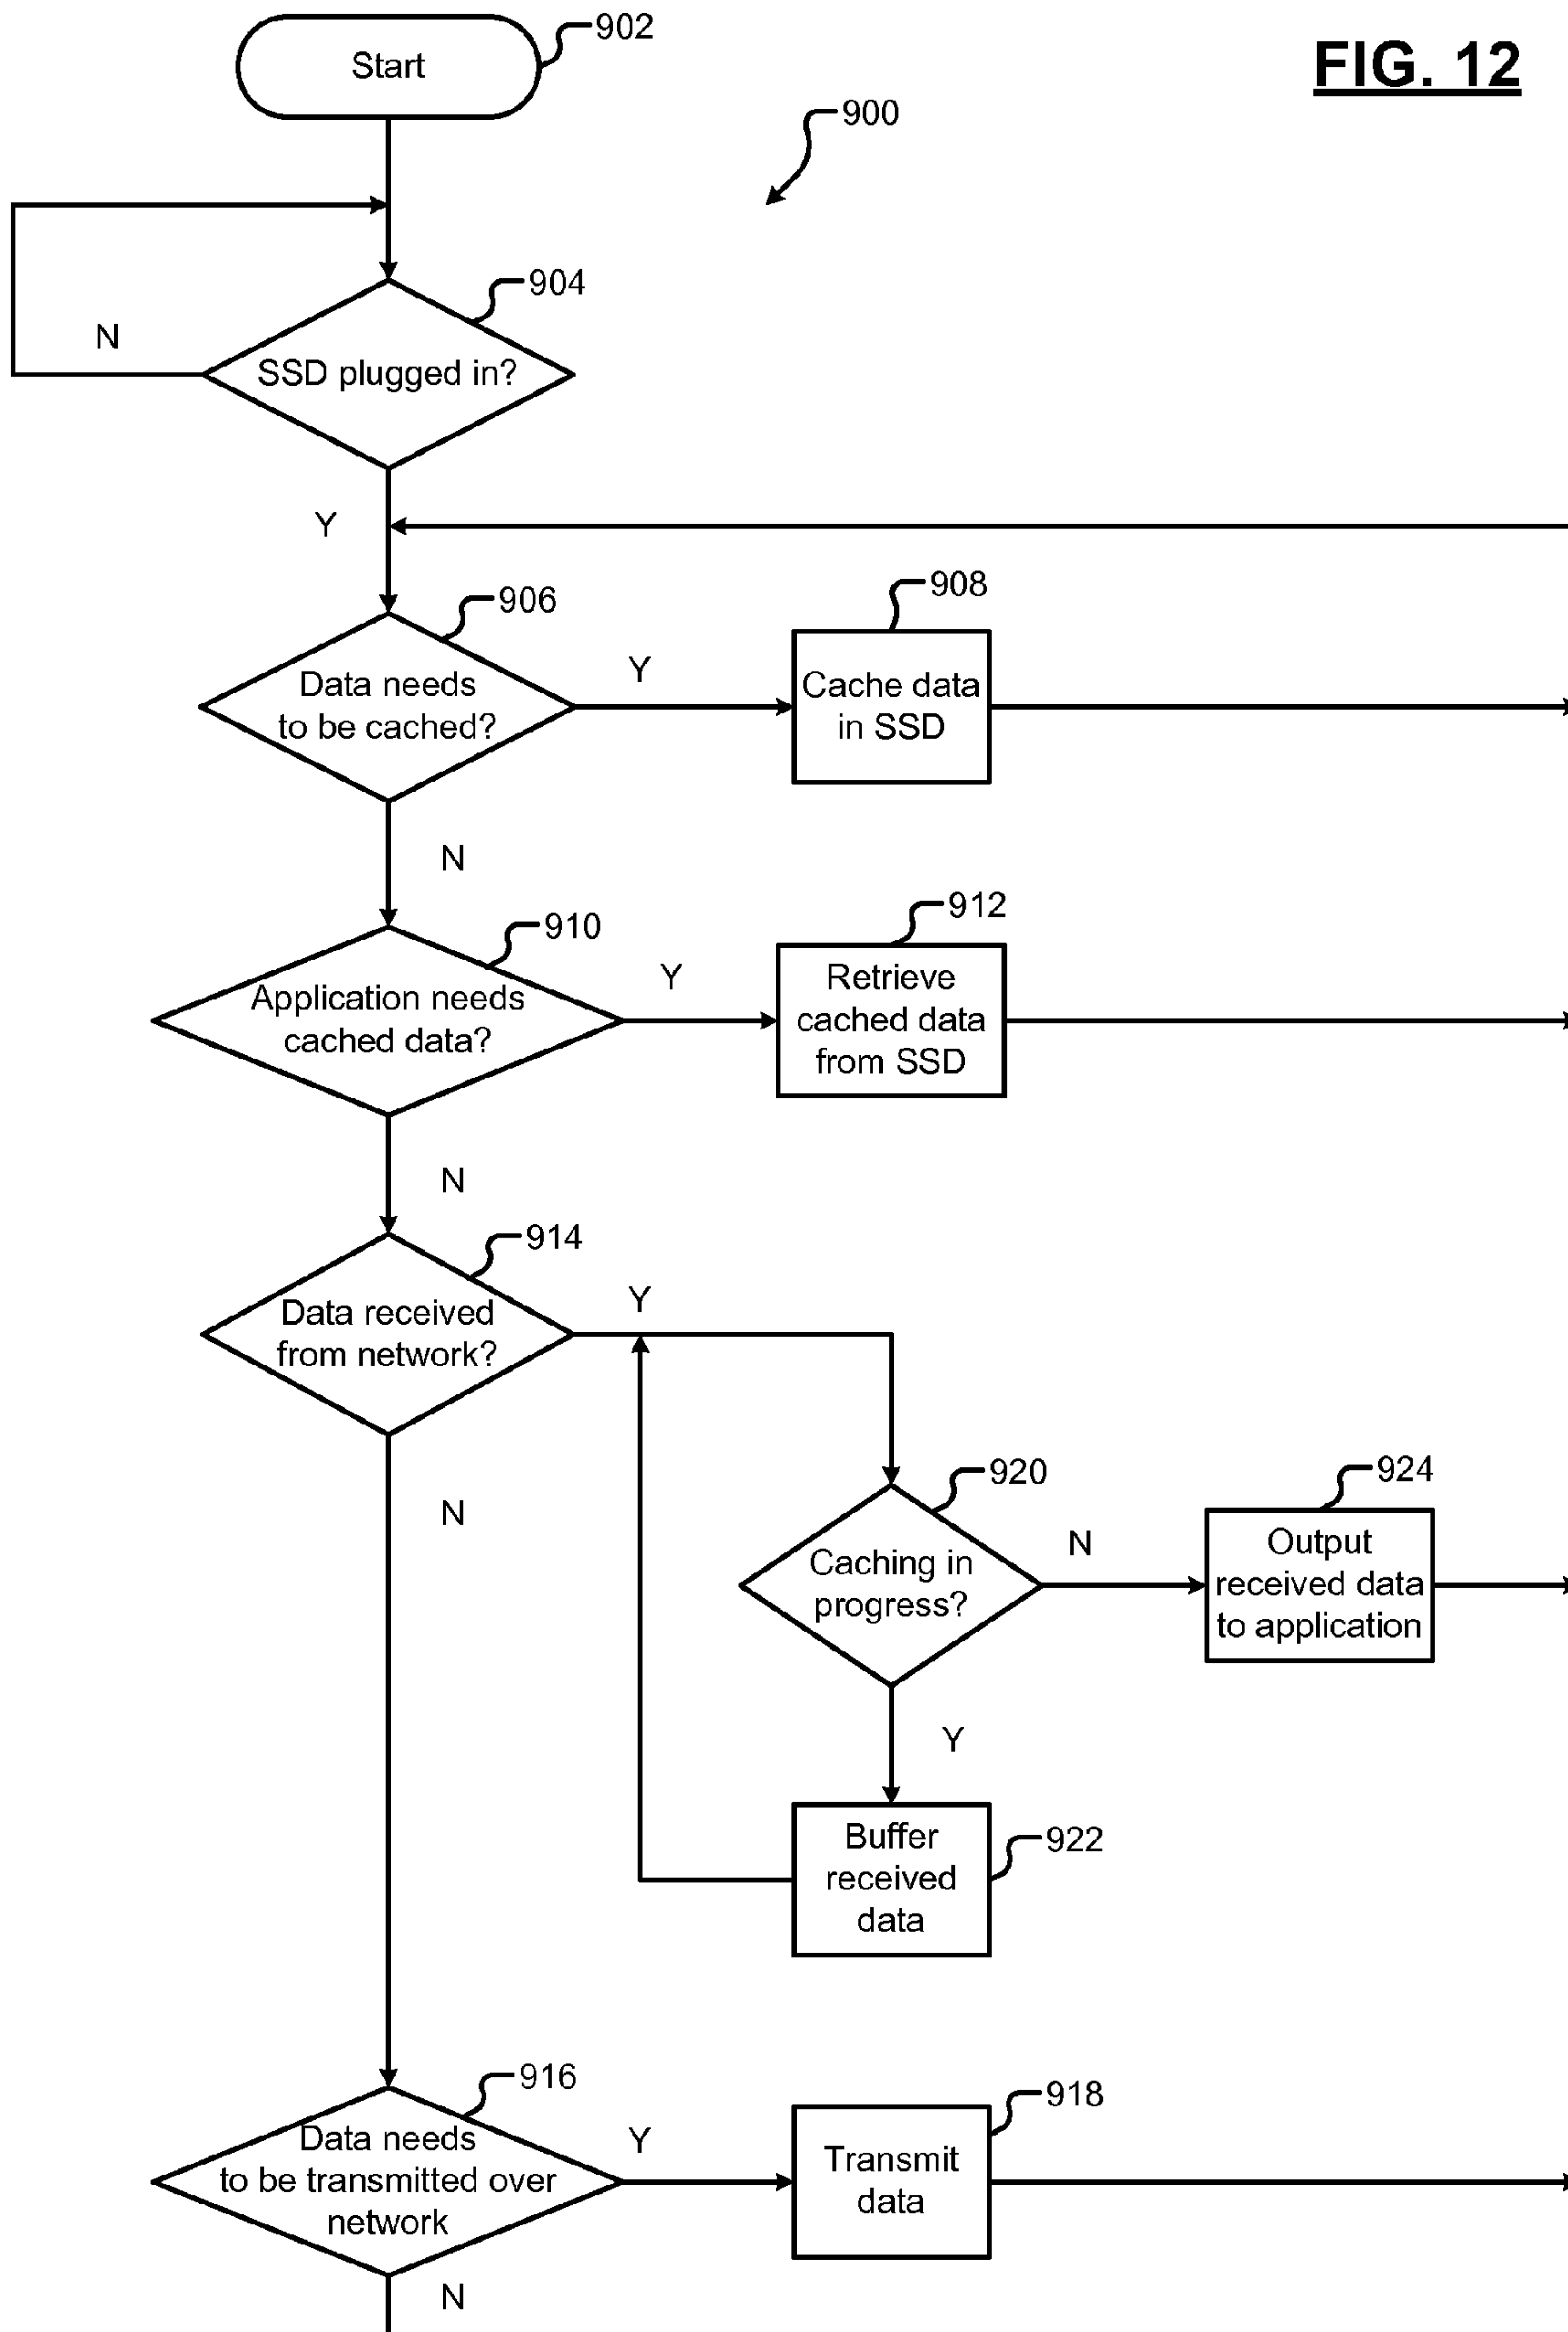 902
Start
FIG. 12
900
904
N
SSD plugged in?
Y
906
908
Data needs
to be cached?
Y
Cache data
in SSD
N
910
912
Application needs
cached data?
Y
Retrieve
cached data
from SSD
N
914
Data received
from network?
Y
N
920
924
Caching in
progress?
N
Output
received data
to application
Y
Buffer
received
data
922
916
918
Data needs
to be transmitted over
network
Y
Transmit
data
N